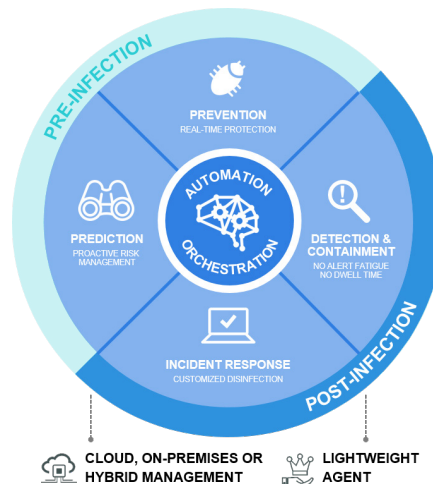 PRE-INFECTION
PREVENTION
REAL-TIME PROTECTION
AUTOMATION
ORCHESTRATION
PREDICTION
PROACTIVE RISK
MANAGEMENT
DETECTION &
CONTAINMENT
NO ALERT FATIGUE
NO DWELL TIME
INCIDENT RESPONSE
CUSTOMIZED DISINFECTION
POST-INFECTION
CLOUD, ON-PREMISES OR
HYBRID MANAGEMENT
LIGHTWEIGHT
AGENT